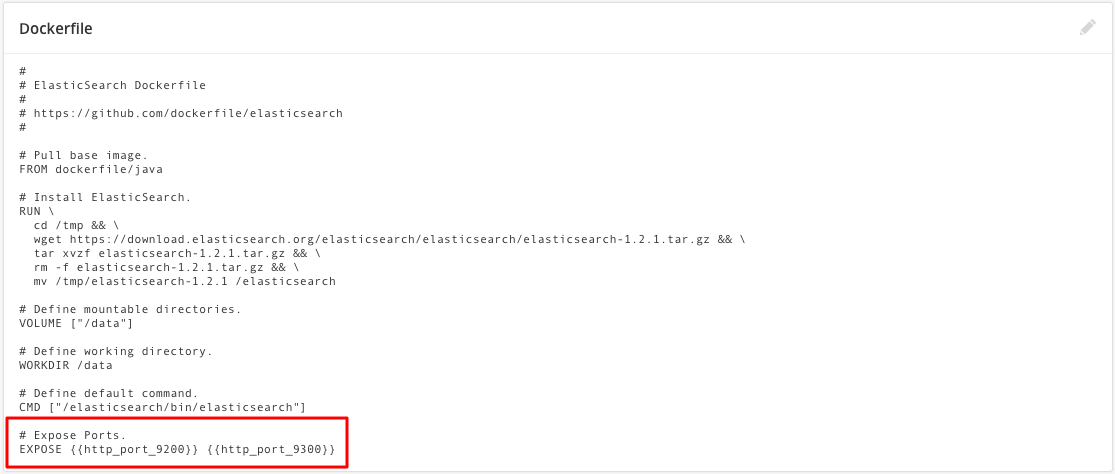 Dockerfile
#
# ElasticSearch Dockerfile
#
# https://github.com/dockerfile/elasticsearch
#
# Pull base image.
FROM dockerfile/java
# Install ElasticSearch.
RUN \
  cd /tmp && \
  wget https://download.elasticsearch.org/elasticsearch/elasticsearch/elasticsearch-1.2.1.tar.gz && \
  tar xvzf elasticsearch-1.2.1.tar.gz && \
  rm -f elasticsearch-1.2.1.tar.gz && \
  mv /tmp/elasticsearch-1.2.1 /elasticsearch
# Define mountable directories.
VOLUME ["/data"]
# Define working directory.
WORKDIR /data
# Define default command.
CMD ["/elasticsearch/bin/elasticsearch"]
# Expose Ports.
EXPOSE {{http_port_9200}} {{http_port_9300}}